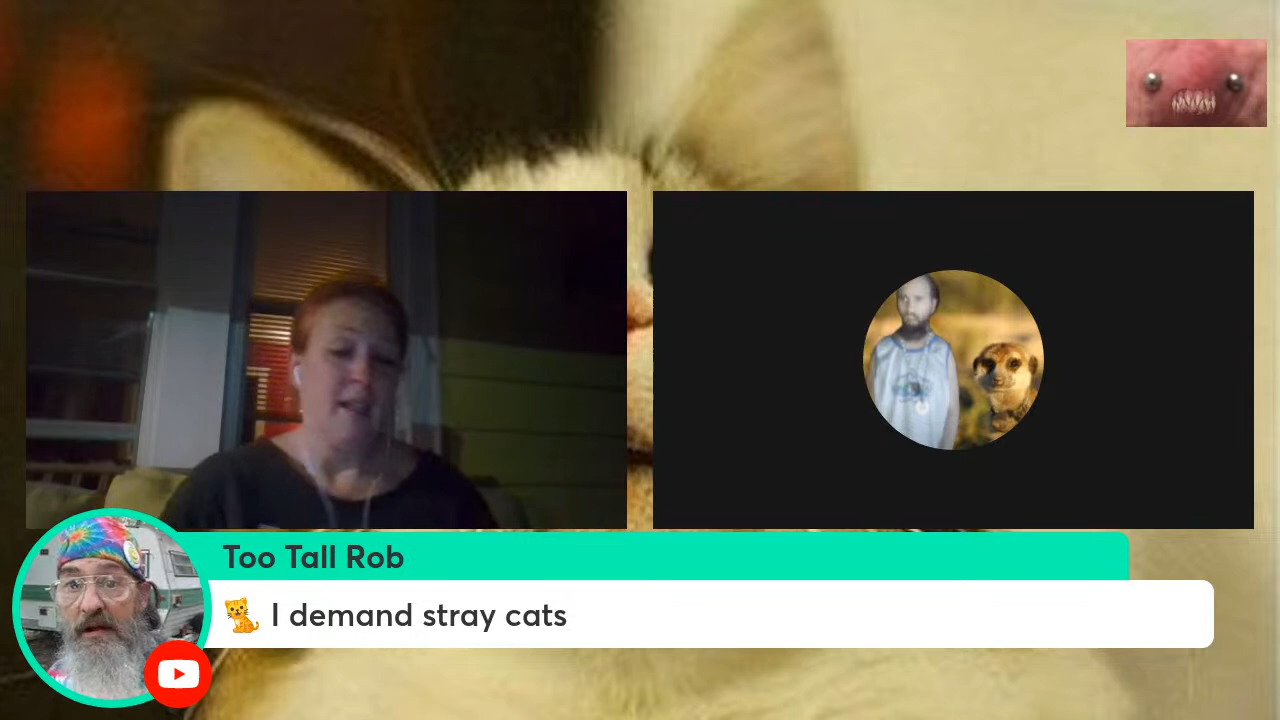 Too Tall Rob
🐈 I demand stray cats